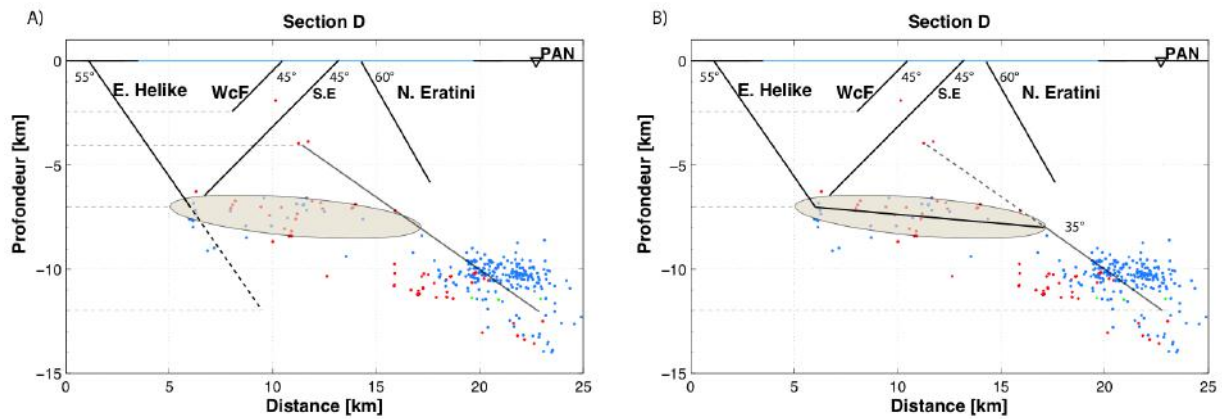 A)
Section D
PAN
0
55°
E. Helike
WcF
45°
45°
S.E
60°
N. Eratini
-5
-10
-15
Profondeur [km]
0
5
10
15
20
25
Distance [km]
B)
Section D
PAN
0
55°
E. Helike
WcF
45°
45°
S.E
60°
N. Eratini
-5
35°
-10
-15
Profondeur [km]
0
5
10
15
20
25
Distance [km]